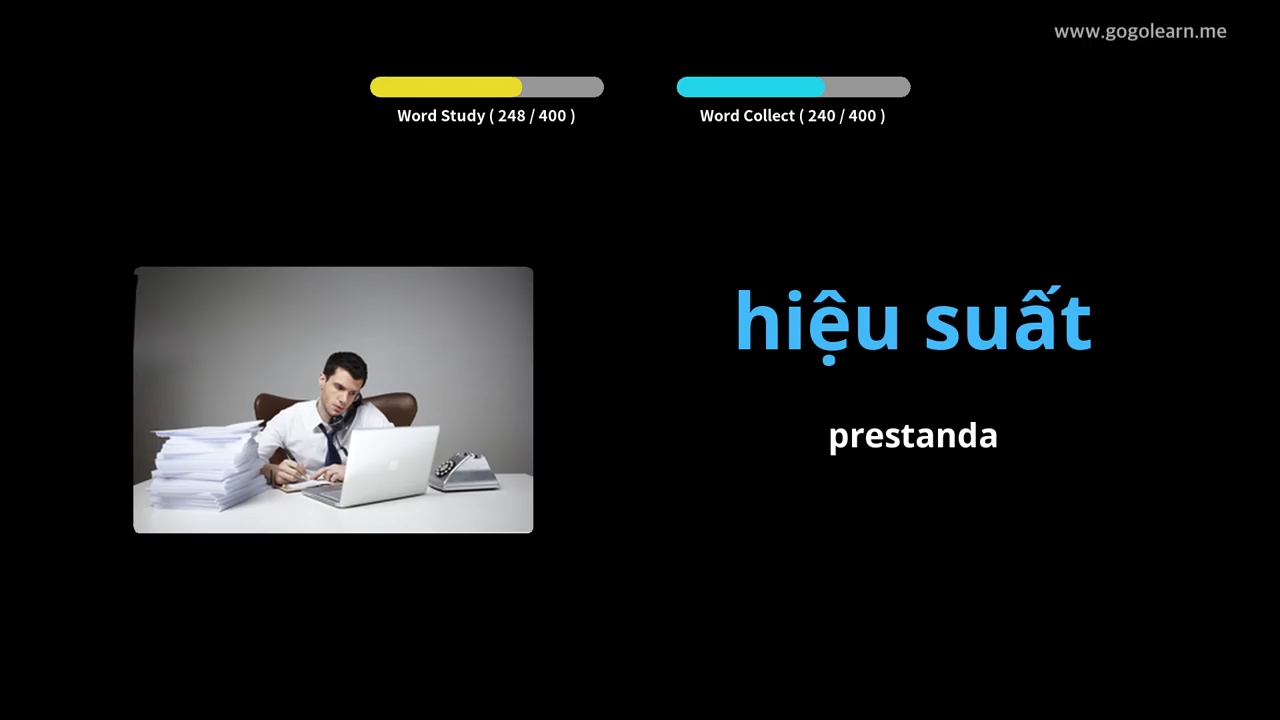 www.gogolearn.me
Word Study ( 248 / 400 )
Word Collect ( 240 / 400 )
hiệu suất
prestanda